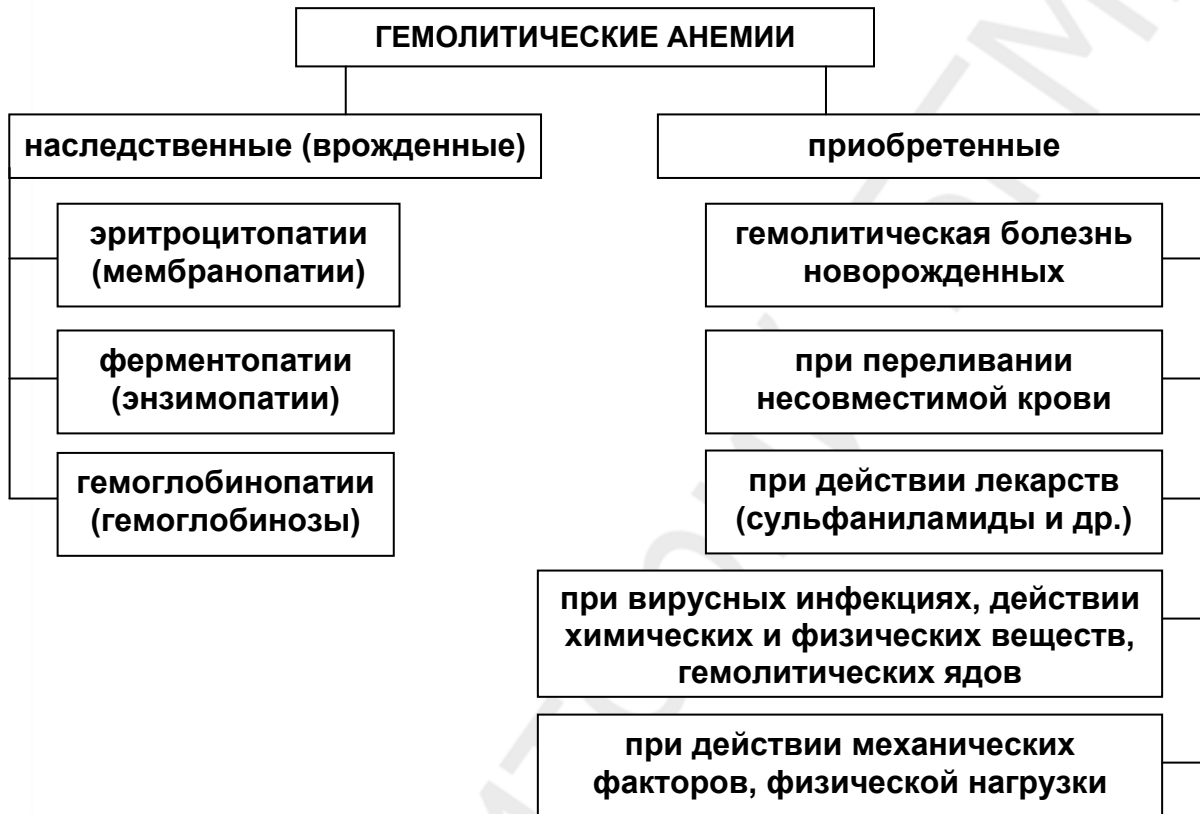 ГЕМОЛИТИЧЕСКИЕ АНЕМИИ
наследственные (врожденные)
эритроцитопатии
(мембранопатии)
ферментопатии
(энзимопатии)
гемоглобинопатии
(гемоглобинозы)
приобретенные
гемолитическая болезнь
новорожденных
при переливании
несовместимой крови
при действии лекарств
(сульфаниламиды и др.)
при вирусных инфекциях, действии
химических и физических веществ,
гемолитических ядов
при действии механических
факторов, физической нагрузки